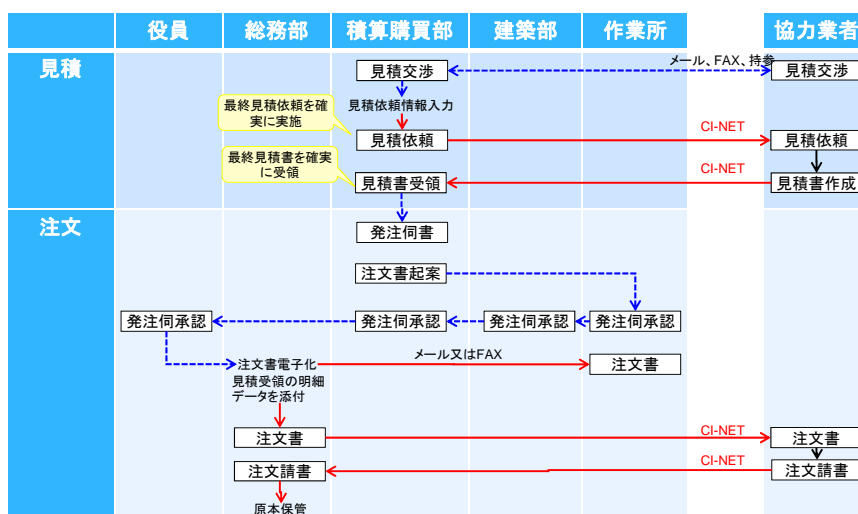 役員
総務部
積算購買部
建築部
作業所
協力業者
見積
見積交渉
メール、FAX、持参
見積交渉
最終見積依頼を確
実に実施
見積依頼情報入力
見積依頼
CI-NET
見積依頼
最終見積書を確実
に受領
見積書受領
CI-NET
見積書作成
注文
発注伺書
注文書起案
発注伺承認
発注伺承認
発注伺承認
発注伺承認
注文書電子化
見積受領の明細
データを添付
メール又はFAX
注文書
注文書
CI-NET
注文書
注文請書
CI-NET
注文請書
原本保管